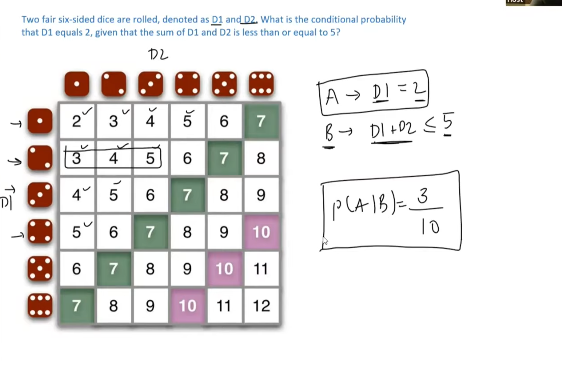 Two fair six-sided dice are rolled, denoted as D1 and D2. What is the conditional probability
that D1 equals 2, given that the sum of D1 and D2 is less than or equal to 5?
D2
A → D1 = 2
B → D1+D2 ≤ 5
2 3 4 5 6 7
3 4 5 6 7 8
D1
4 5 6 7 8 9
5 6 7 8 9 10
6 7 8 9 10 11
7 8 9 10 11 12
P(A|B) = 3/10